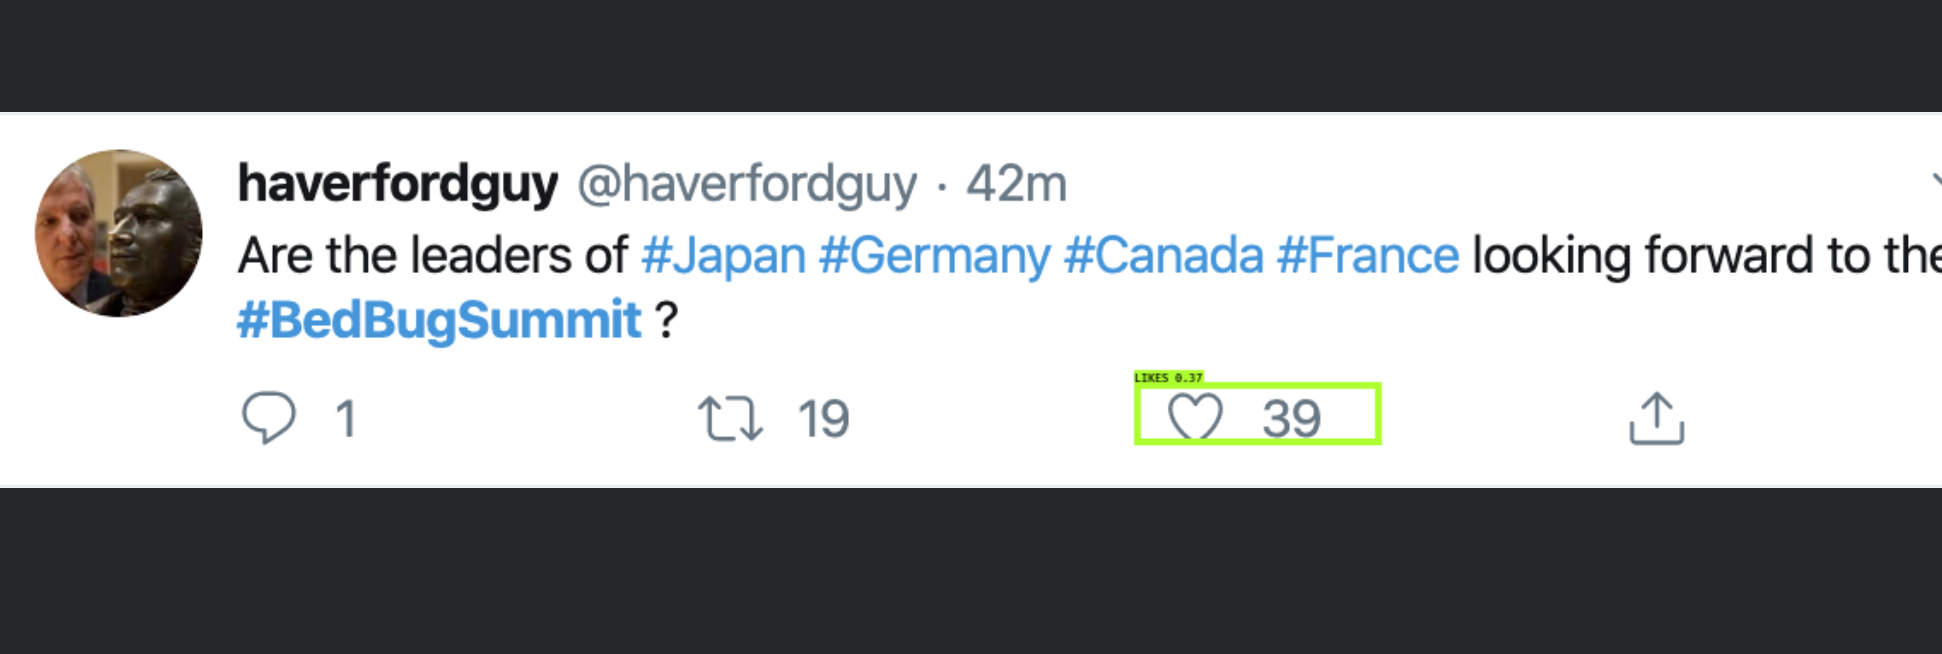 haverfordguy @haverfordguy · 42m
Are the leaders of #Japan #Germany #Canada #France looking forward to the
#BedBugSummit ?
LIKES 0.37
1 19 39